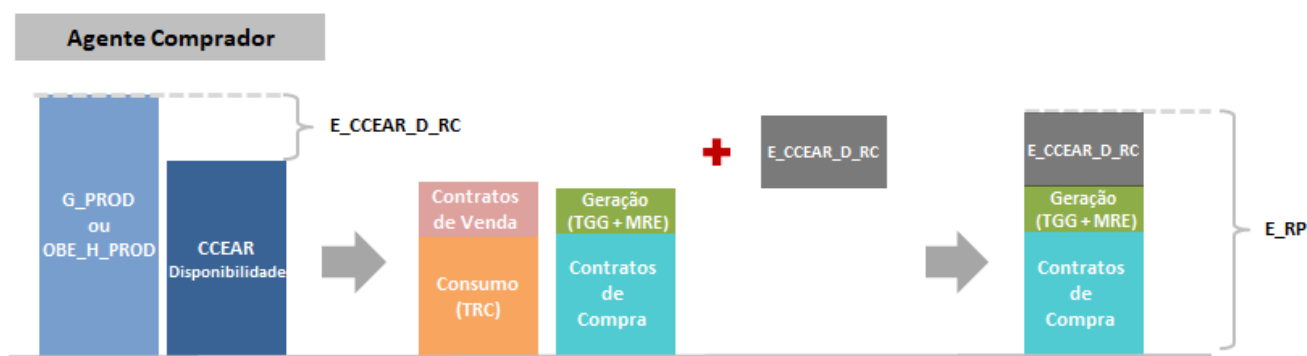 Agente Comprador
E_CCEAR_D_RC
G_PROD
ou
OBE_H_PROD
CCEAR
Disponibilidade
Contratos
de Venda
Consumo
(TRC)
Geração
(TGG + MRE)
Contratos
de
Compra
E_CCEAR_D_RC
E_CCEAR_D_RC
Geração
(TGG + MRE)
Contratos
de
Compra
E_RP